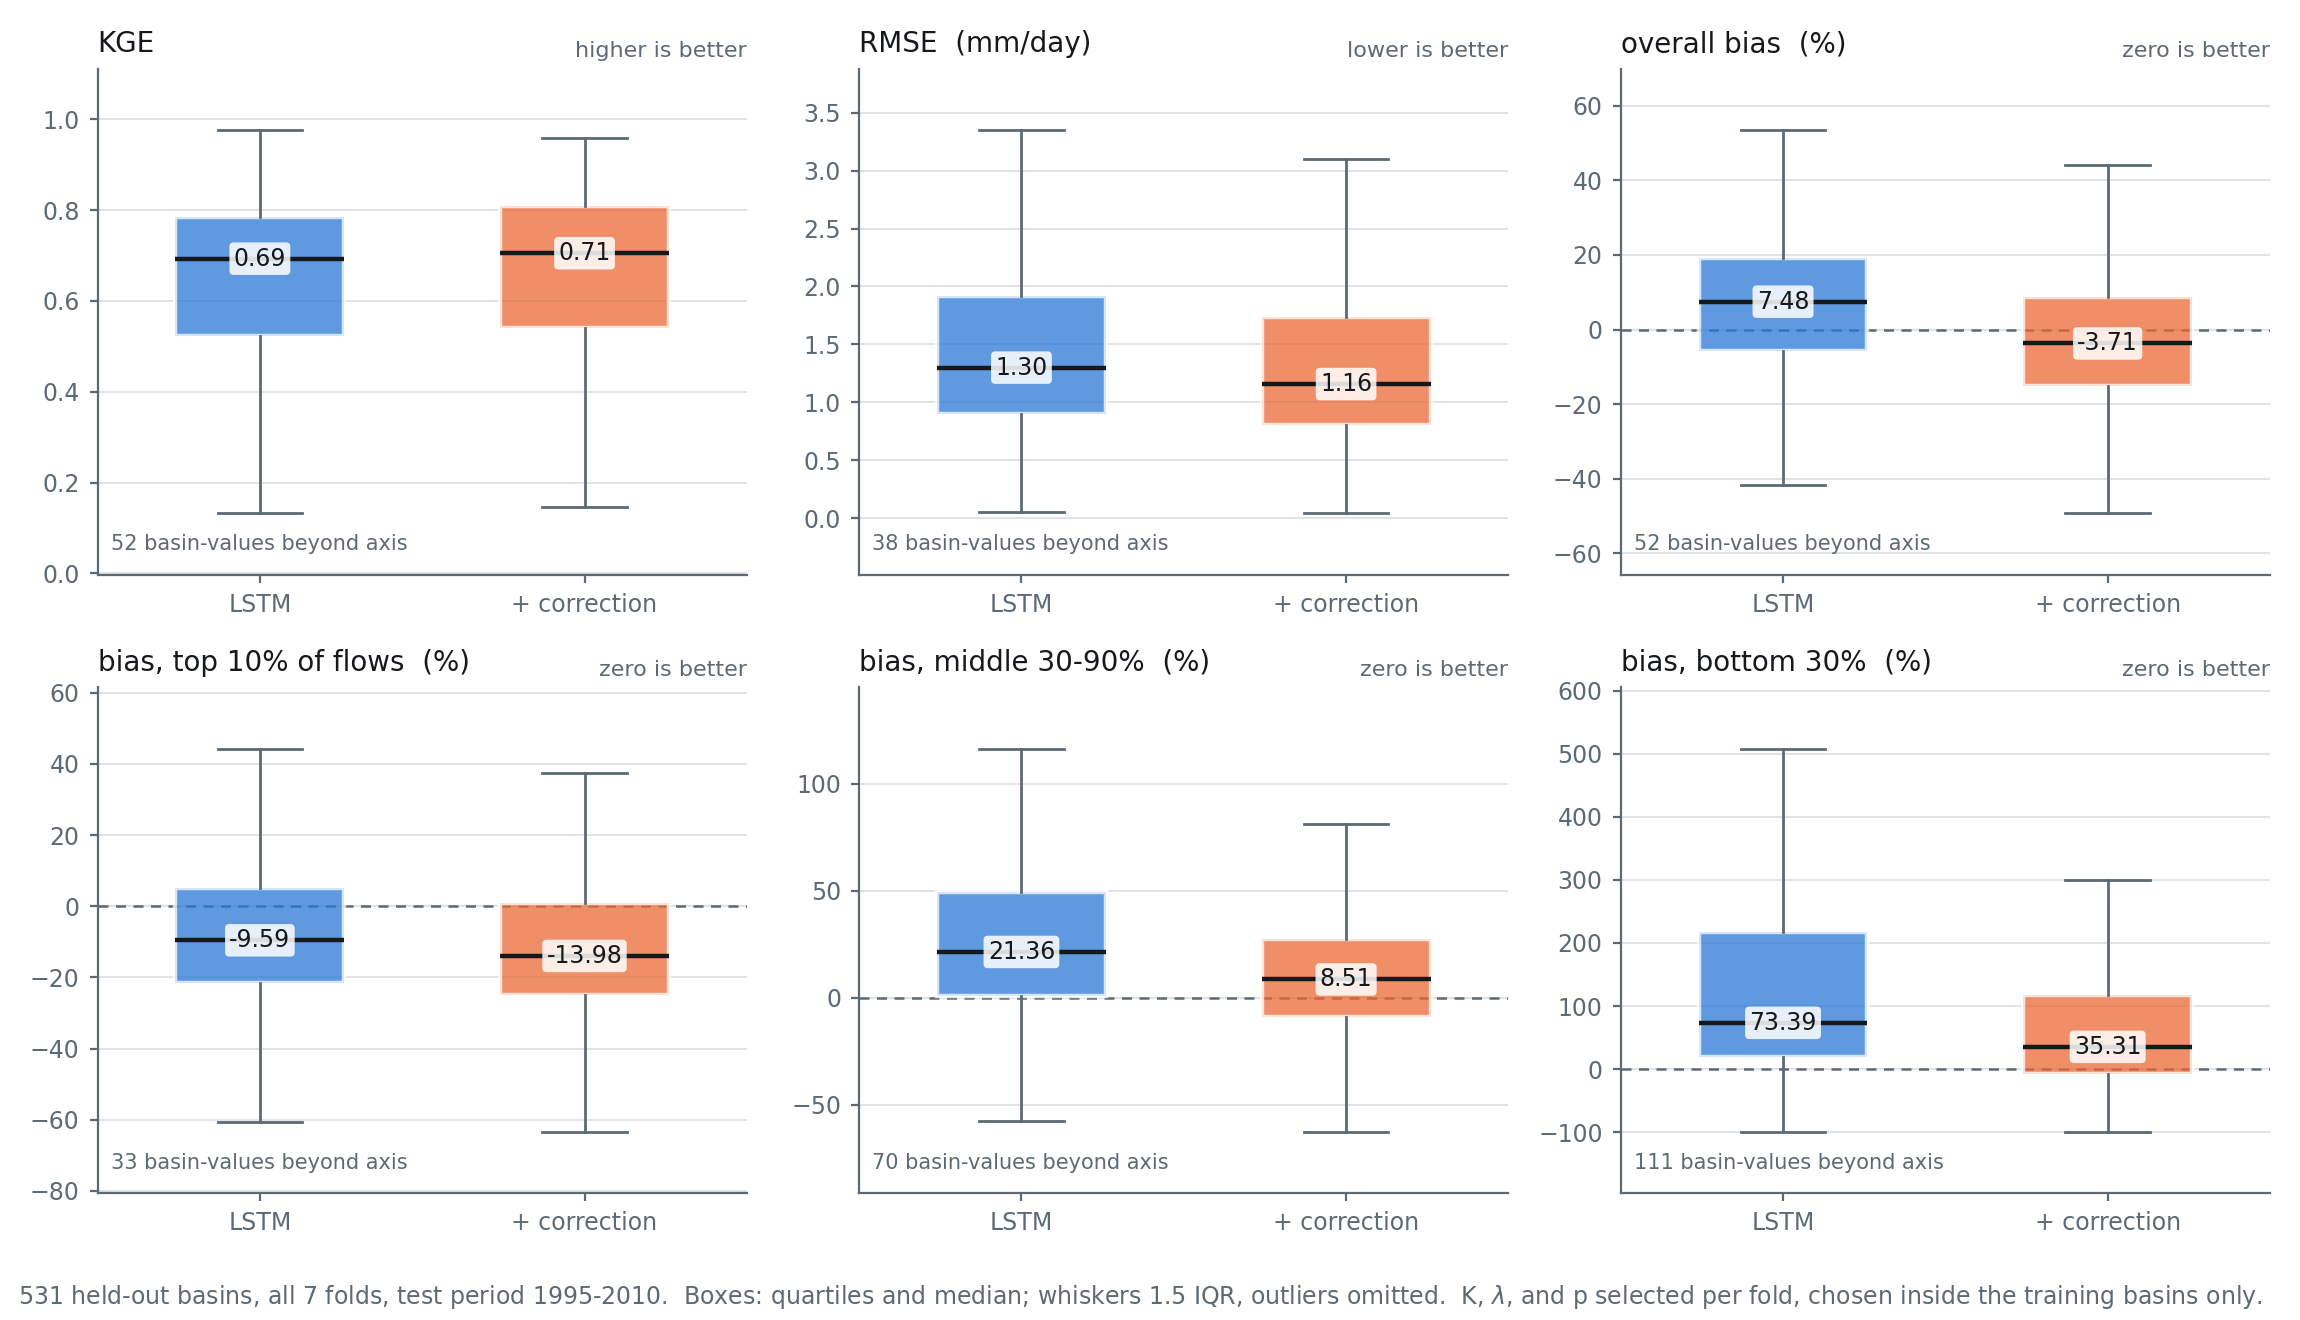 KGE
higher is better
1.0
0.8
0.6
0.4
0.2
0.0
0.69
0.71
52 basin-values beyond axis
LSTM
+ correction
RMSE (mm/day)
lower is better
3.5
3.0
2.5
2.0
1.5
1.0
0.5
0.0
1.30
1.16
38 basin-values beyond axis
LSTM
+ correction
overall bias (%)
zero is better
60
40
20
0
−20
−40
−60
7.48
-3.71
52 basin-values beyond axis
LSTM
+ correction
bias, top 10% of flows (%)
zero is better
60
40
20
0
−20
−40
−60
−80
-9.59
-13.98
33 basin-values beyond axis
LSTM
+ correction
bias, middle 30-90% (%)
zero is better
100
50
0
−50
21.36
8.51
70 basin-values beyond axis
LSTM
+ correction
bias, bottom 30% (%)
zero is better
600
500
400
300
200
100
0
−100
73.39
35.31
111 basin-values beyond axis
LSTM
+ correction
531 held-out basins, all 7 folds, test period 1995-2010. Boxes: quartiles and median; whiskers 1.5 IQR, outliers omitted. K, λ, and p selected per fold, chosen inside the training basins only.